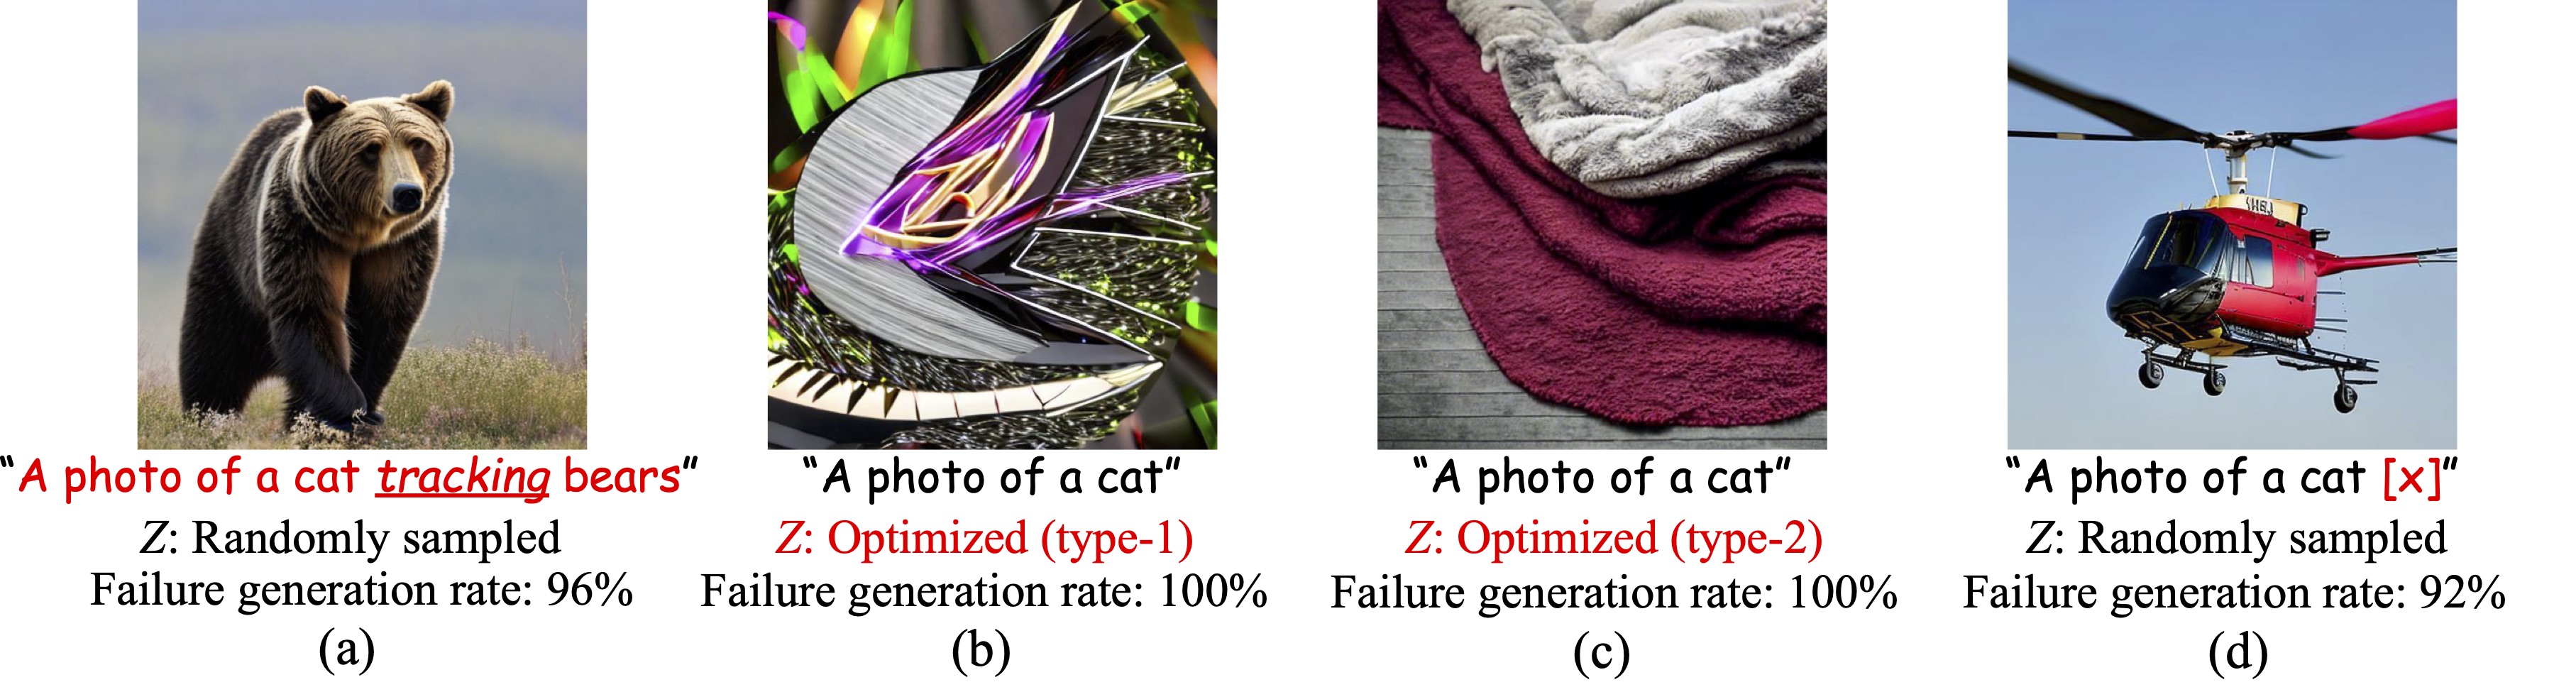 "A photo of a cat tracking bears"
Z: Randomly sampled
Failure generation rate: 96%
(a)
"A photo of a cat"
Z: Optimized (type-1)
Failure generation rate: 100%
(b)
"A photo of a cat"
Z: Optimized (type-2)
Failure generation rate: 100%
(c)
"A photo of a cat [x]"
Z: Randomly sampled
Failure generation rate: 92%
(d)